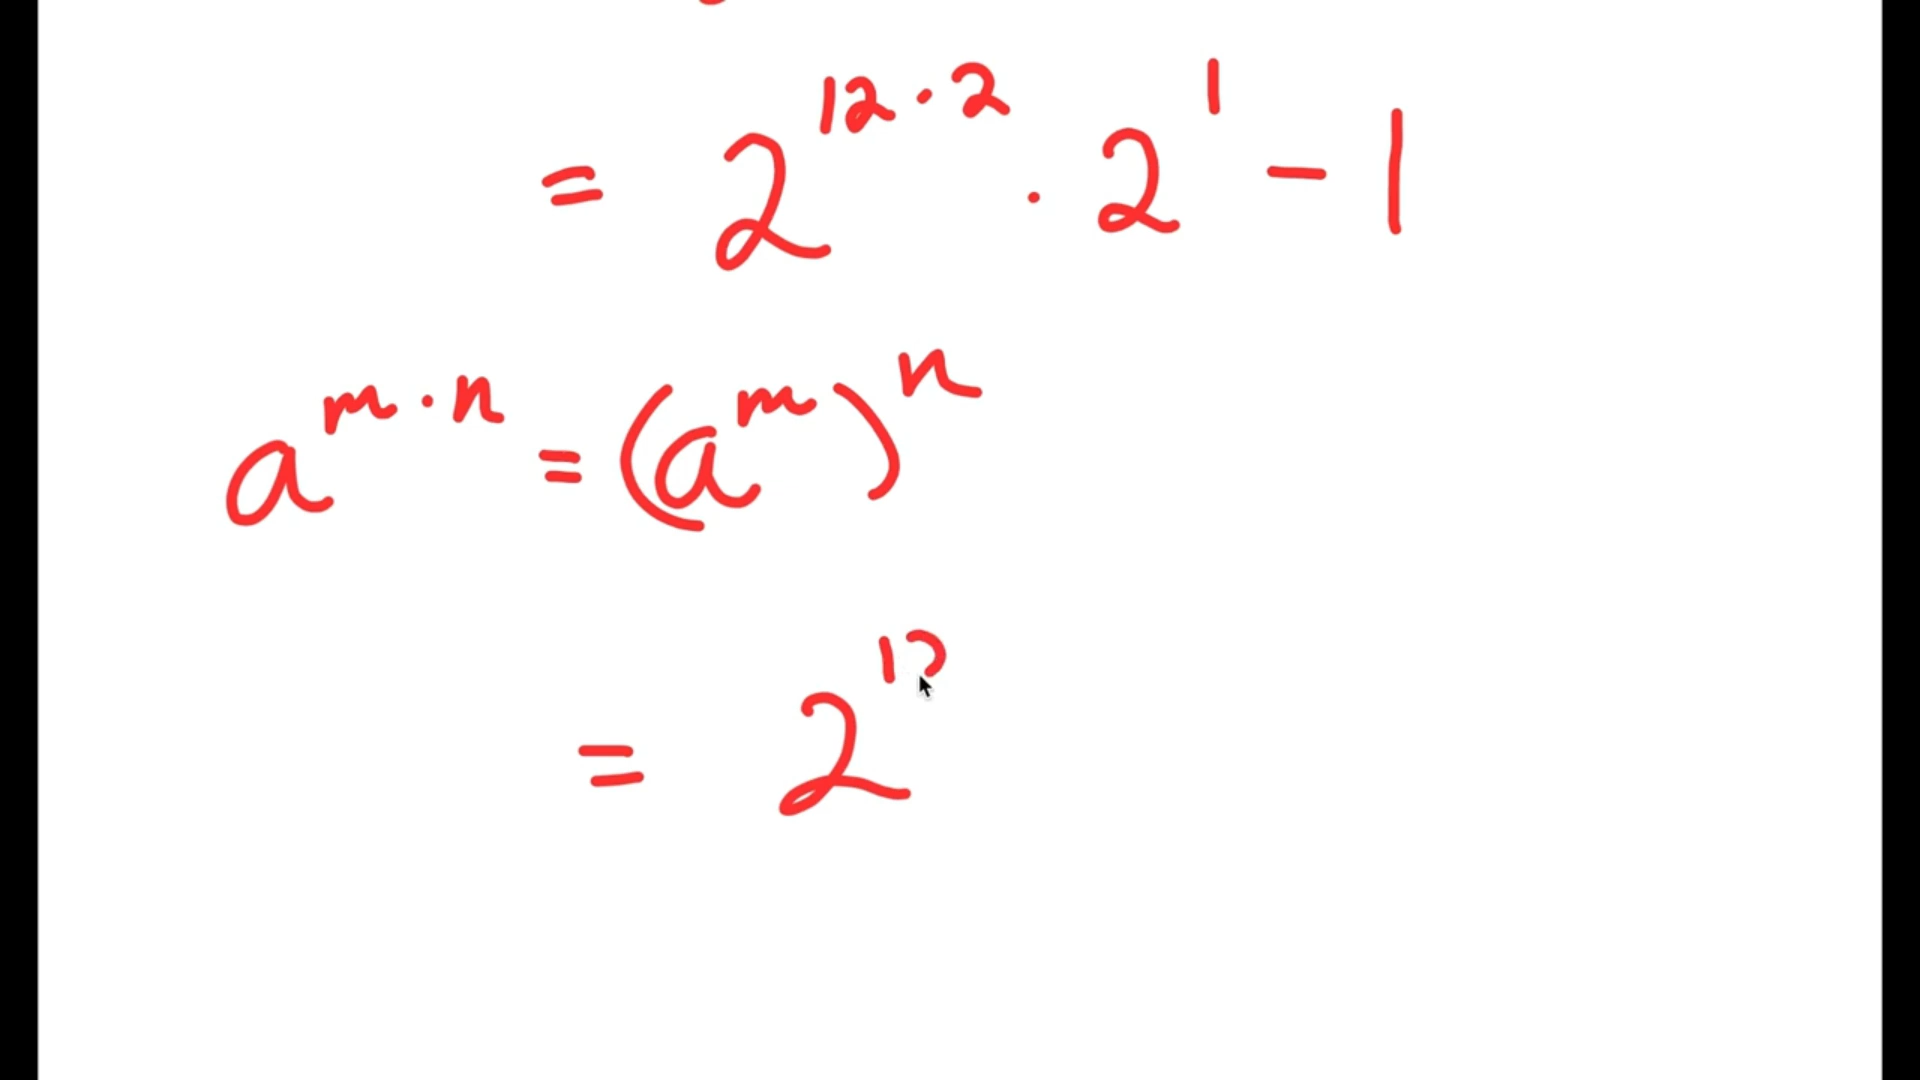 = 2^{12 · 2} · 2^1 − 1
a^{m · n} = (a^m)^n
= 2^{12}